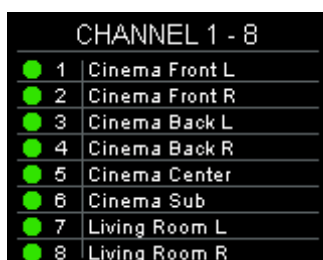 CHANNEL 1 - 8
1 Cinema Front L
2 Cinema Front R
3 Cinema Back L
4 Cinema Back R
5 Cinema Center
6 Cinema Sub
7 Living Room L
8 Living Room R